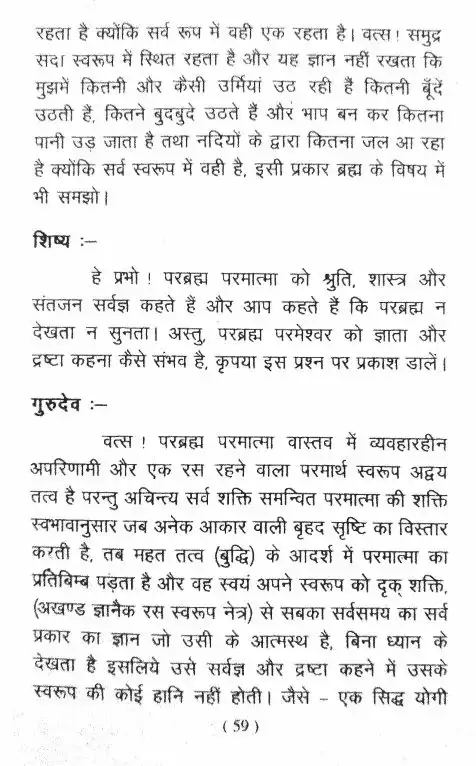 रहता है क्योंकि सर्व रूप में वही एक रहता है। वत्स! समुद्र
सदा स्वरूप में स्थित रहता है और यह ज्ञान नहीं रखता कि
मुझमें कितनी और कैसी उर्मियां उठ रही हैं कितनी बूँदें
उठती हैं, कितने बुदबुदे उठते हैं और भाप बन कर कितना
पानी उड़ जाता है तथा नदियों के द्वारा कितना जल आ रहा
है क्योंकि सर्व स्वरूप में वही है, इसी प्रकार ब्रह्म के विषय में
भी समझो।
शिष्य :–
हे प्रभो ! परब्रह्म परमात्मा को श्रुति, शास्त्र और
संतजन सर्वज्ञ कहते हैं और आप कहते हैं कि परब्रह्म न
देखता न सुनता। अस्तु, परब्रह्म परमेश्वर को ज्ञाता और
द्रष्टा कहना कैसे संभव है, कृपया इस प्रश्न पर प्रकाश डालें।
गुरुदेव :–
वत्स ! परब्रह्म परमात्मा वास्तव में व्यवहारहीन
अपरिणामी और एक रस रहने वाला परमार्थ स्वरूप अद्वय
तत्व है परन्तु अचिन्त्य सर्व शक्ति समन्वित परमात्मा की शक्ति
स्वभावानुसार जब अनेक आकार वाली बृहद सृष्टि का विस्तार
करती है, तब महत तत्व (बुद्धि) के आदर्श में परमात्मा का
प्रतिबिम्ब पड़ता है और वह स्वयं अपने स्वरूप को दृक् शक्ति,
(अखण्ड ज्ञानैक रस स्वरूप नेत्र) से सबका सर्वसमय का सर्व
प्रकार का ज्ञान जो उसी के आत्मस्थ है, बिना ध्यान के
देखता है इसलिये उसे सर्वज्ञ और द्रष्टा कहने में उसके
स्वरूप की कोई हानि नहीं होती। जैसे – एक सिद्ध योगी
( 59 )